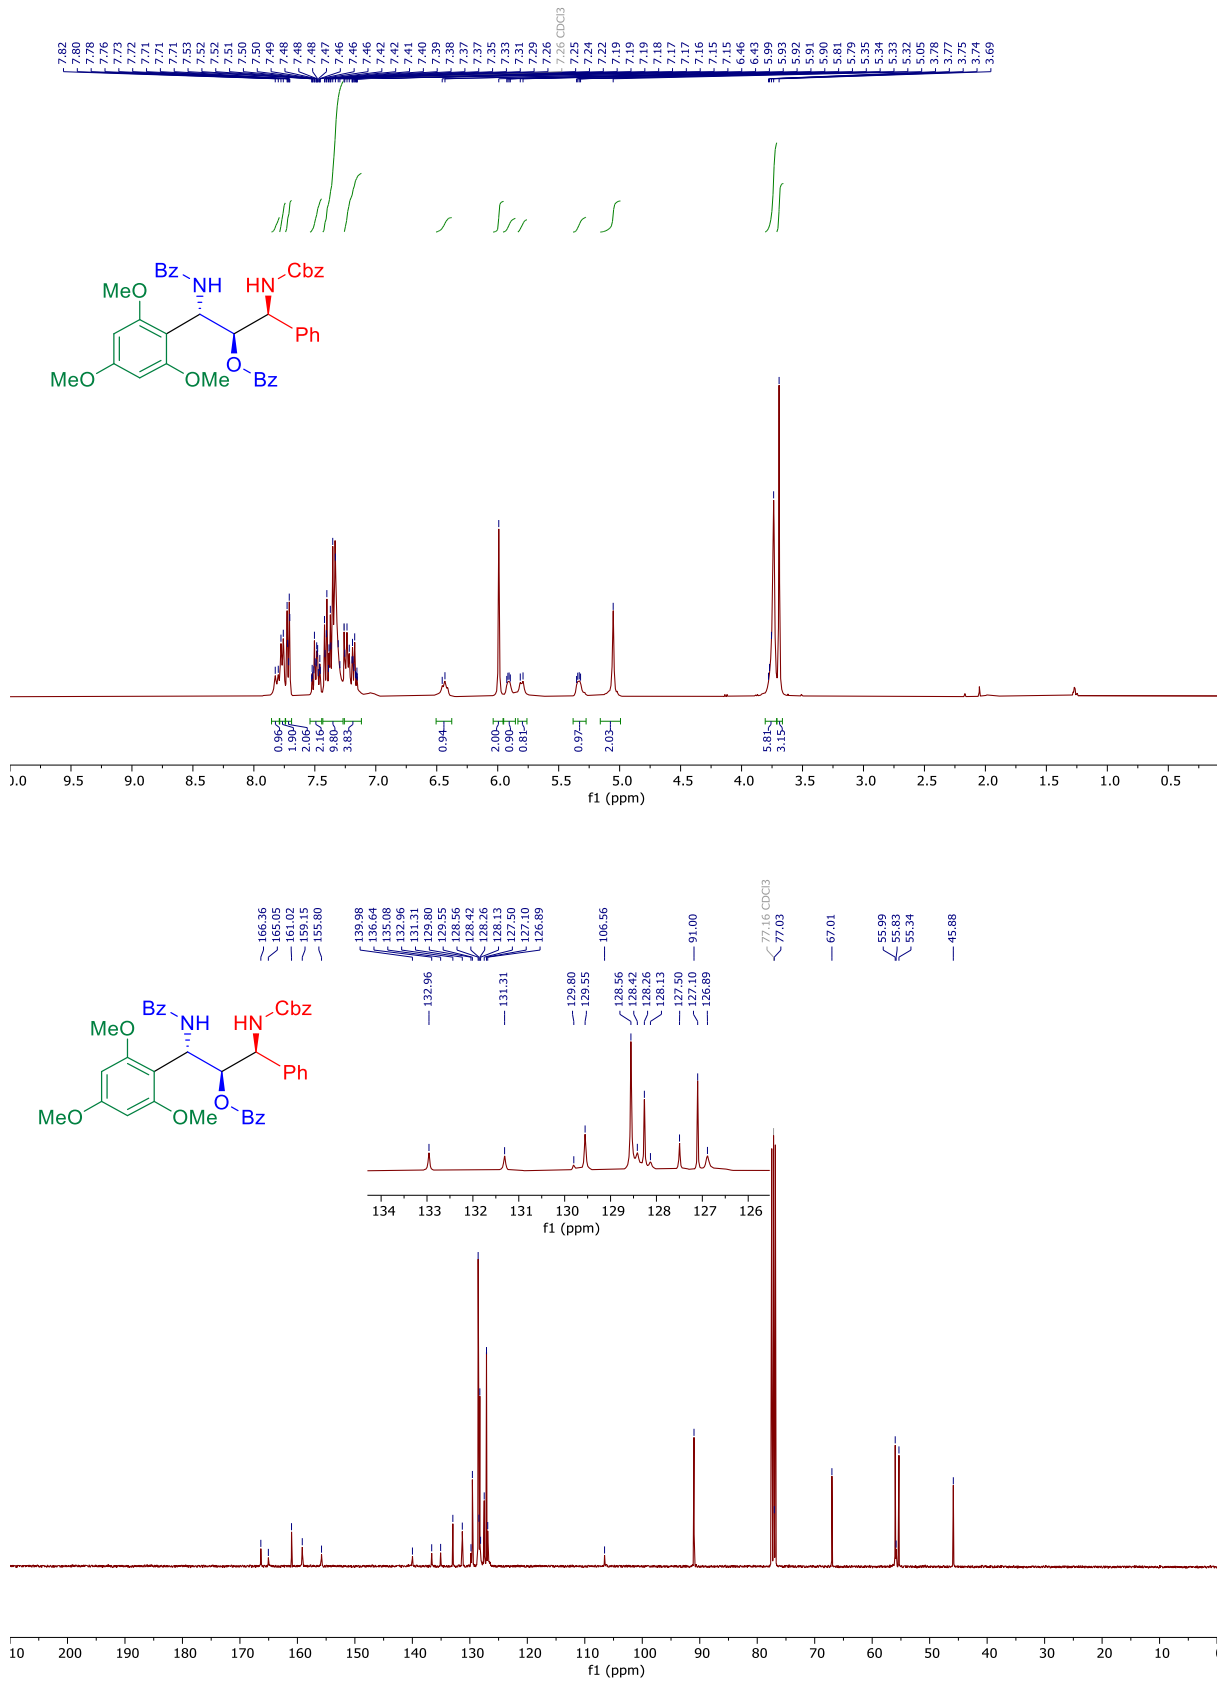 7.82 7.80 7.78 7.76 7.73 7.72 7.71 7.71 7.71 7.53 7.52 7.52 7.51 7.50 7.50 7.49 7.48 7.48 7.48 7.47 7.46 7.46 7.46 7.42 7.42 7.41 7.40 7.39 7.38 7.37 7.37 7.35 7.33 7.31 7.29 7.26 7.26 CDCl3 7.25 7.24 7.22 7.19 7.19 7.19 7.18 7.17 7.17 7.16 7.15 7.15 6.46 6.43 5.99 5.93 5.92 5.91 5.90 5.81 5.79 5.35 5.34 5.33 5.32 5.05 3.78 3.77 3.75 3.74 3.69
Bz NH HN Cbz
MeO
Ph
MeO OMe O Bz
0.96 1.90 2.06 2.16 9.80 3.83 0.94 2.00 0.90 0.81 0.97 2.03 5.81 3.15
0.0 9.5 9.0 8.5 8.0 7.5 7.0 6.5 6.0 5.5 5.0 4.5 4.0 3.5 3.0 2.5 2.0 1.5 1.0 0.5
f1 (ppm)
166.36 165.05 161.02 159.15 155.80 139.98 136.64 135.08 132.96 131.31 129.80 129.55 128.56 128.42 128.26 128.13 127.50 127.10 126.89 106.56 91.00 77.16 CDCl3 77.03 67.01 55.99 55.83 55.34 45.88
132.96 131.31 129.80 129.55 128.56 128.42 128.26 128.13 127.50 127.10 126.89
Bz NH HN Cbz
MeO
Ph
MeO OMe O Bz
134 133 132 131 130 129 128 127 126
f1 (ppm)
10 200 190 180 170 160 150 140 130 120 110 100 90 80 70 60 50 40 30 20 10 0
f1 (ppm)